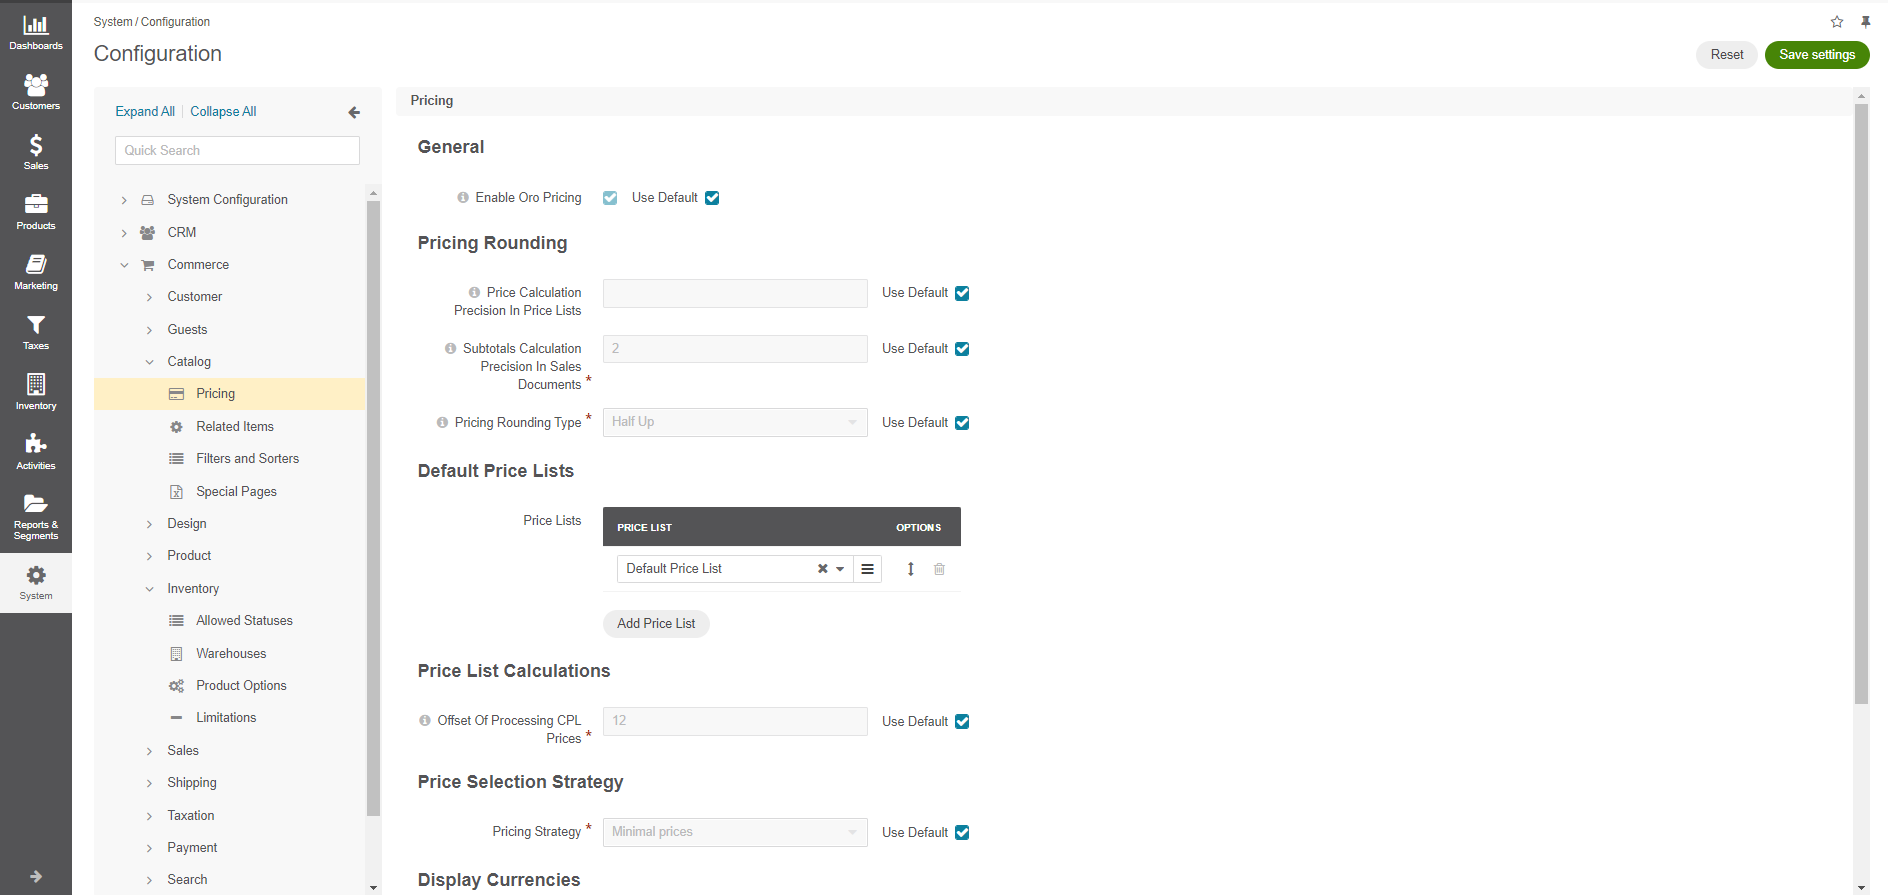 Dashboards
Customers
Sales
Products
Marketing
Taxes
Inventory
Activities
Reports &
Segments
System
System / Configuration
Configuration
Reset
Save settings
Expand All | Collapse All
Quick Search
System Configuration
CRM
Commerce
Customer
Guests
Catalog
Pricing
Related Items
Filters and Sorters
Special Pages
Design
Product
Inventory
Allowed Statuses
Warehouses
Product Options
Limitations
Sales
Shipping
Taxation
Payment
Search
Pricing
General
Enable Oro Pricing Use Default
Pricing Rounding
Price Calculation
Precision In Price Lists
Use Default
Subtotals Calculation
Precision In Sales
Documents *
2
Use Default
Pricing Rounding Type * Half Up Use Default
Default Price Lists
Price Lists
PRICE LIST OPTIONS
Default Price List
Add Price List
Price List Calculations
Offset Of Processing CPL
Prices *
12
Use Default
Price Selection Strategy
Pricing Strategy * Minimal prices Use Default
Display Currencies